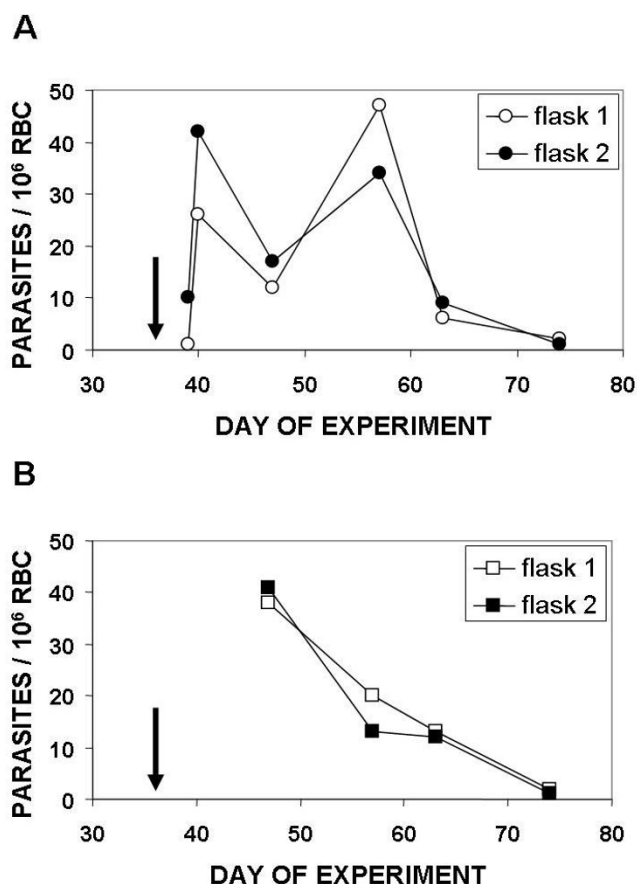 A
50
40
30
20
10
0
PARASITES / 10⁶ RBC
flask 1
flask 2
30 40 50 60 70 80
DAY OF EXPERIMENT
B
50
40
30
20
10
0
PARASITES / 10⁶ RBC
flask 1
flask 2
30 40 50 60 70 80
DAY OF EXPERIMENT